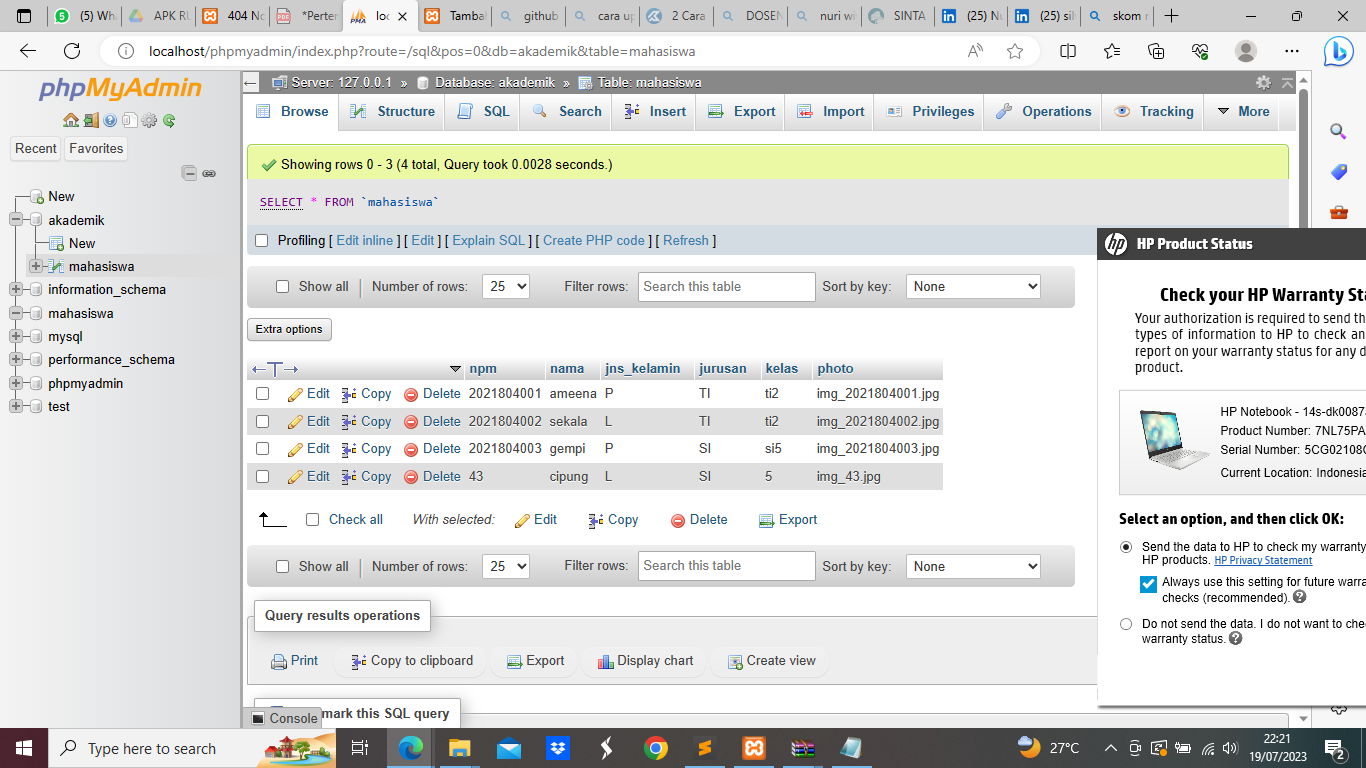 (5) Wh
APK RU
404 No
*Perten
loc
Tambal
github
cara up
2 Cara
DOSEN
nuri wi
SINTA
(25) Nu
(25) sil
skom r
localhost/phpmyadmin/index.php?route=/sql&pos=0&db=akademik&table=mahasiswa
phpMyAdmin
Recent
Favorites
New
akademik
New
mahasiswa
information_schema
mahasiswa
mysql
performance_schema
phpmyadmin
test
Server: 127.0.0.1 » Database: akademik » Table: mahasiswa
Browse Structure SQL Search Insert Export Import Privileges Operations Tracking More
Showing rows 0 - 3 (4 total, Query took 0.0028 seconds.)
SELECT * FROM `mahasiswa`
Profiling [ Edit inline ] [ Edit ] [ Explain SQL ] [ Create PHP code ] [ Refresh ]
Show all Number of rows: 25 Filter rows: Search this table Sort by key: None
Extra options
npm nama jns_kelamin jurusan kelas photo
Edit Copy Delete 2021804001 ameena P TI ti2 img_2021804001.jpg
Edit Copy Delete 2021804002 sekala L TI ti2 img_2021804002.jpg
Edit Copy Delete 2021804003 gempi P SI si5 img_2021804003.jpg
Edit Copy Delete 43 cipung L SI 5 img_43.jpg
Check all With selected: Edit Copy Delete Export
Show all Number of rows: 25 Filter rows: Search this table Sort by key: None
Query results operations
Print Copy to clipboard Export Display chart Create view
mark this SQL query
Console
hp HP Product Status
Check your HP Warranty Sta
Your authorization is required to send th
types of information to HP to check an
report on your warranty status for any d
product.
HP Notebook - 14s-dk0087
Product Number: 7NL75PA
Serial Number: 5CG02108
Current Location: Indonesia
Select an option, and then click OK:
Send the data to HP to check my warranty
HP products. HP Privacy Statement
Always use this setting for future warra
checks (recommended).
Do not send the data. I do not want to che
warranty status.
Type here to search
27°C
22:21
19/07/2023
2